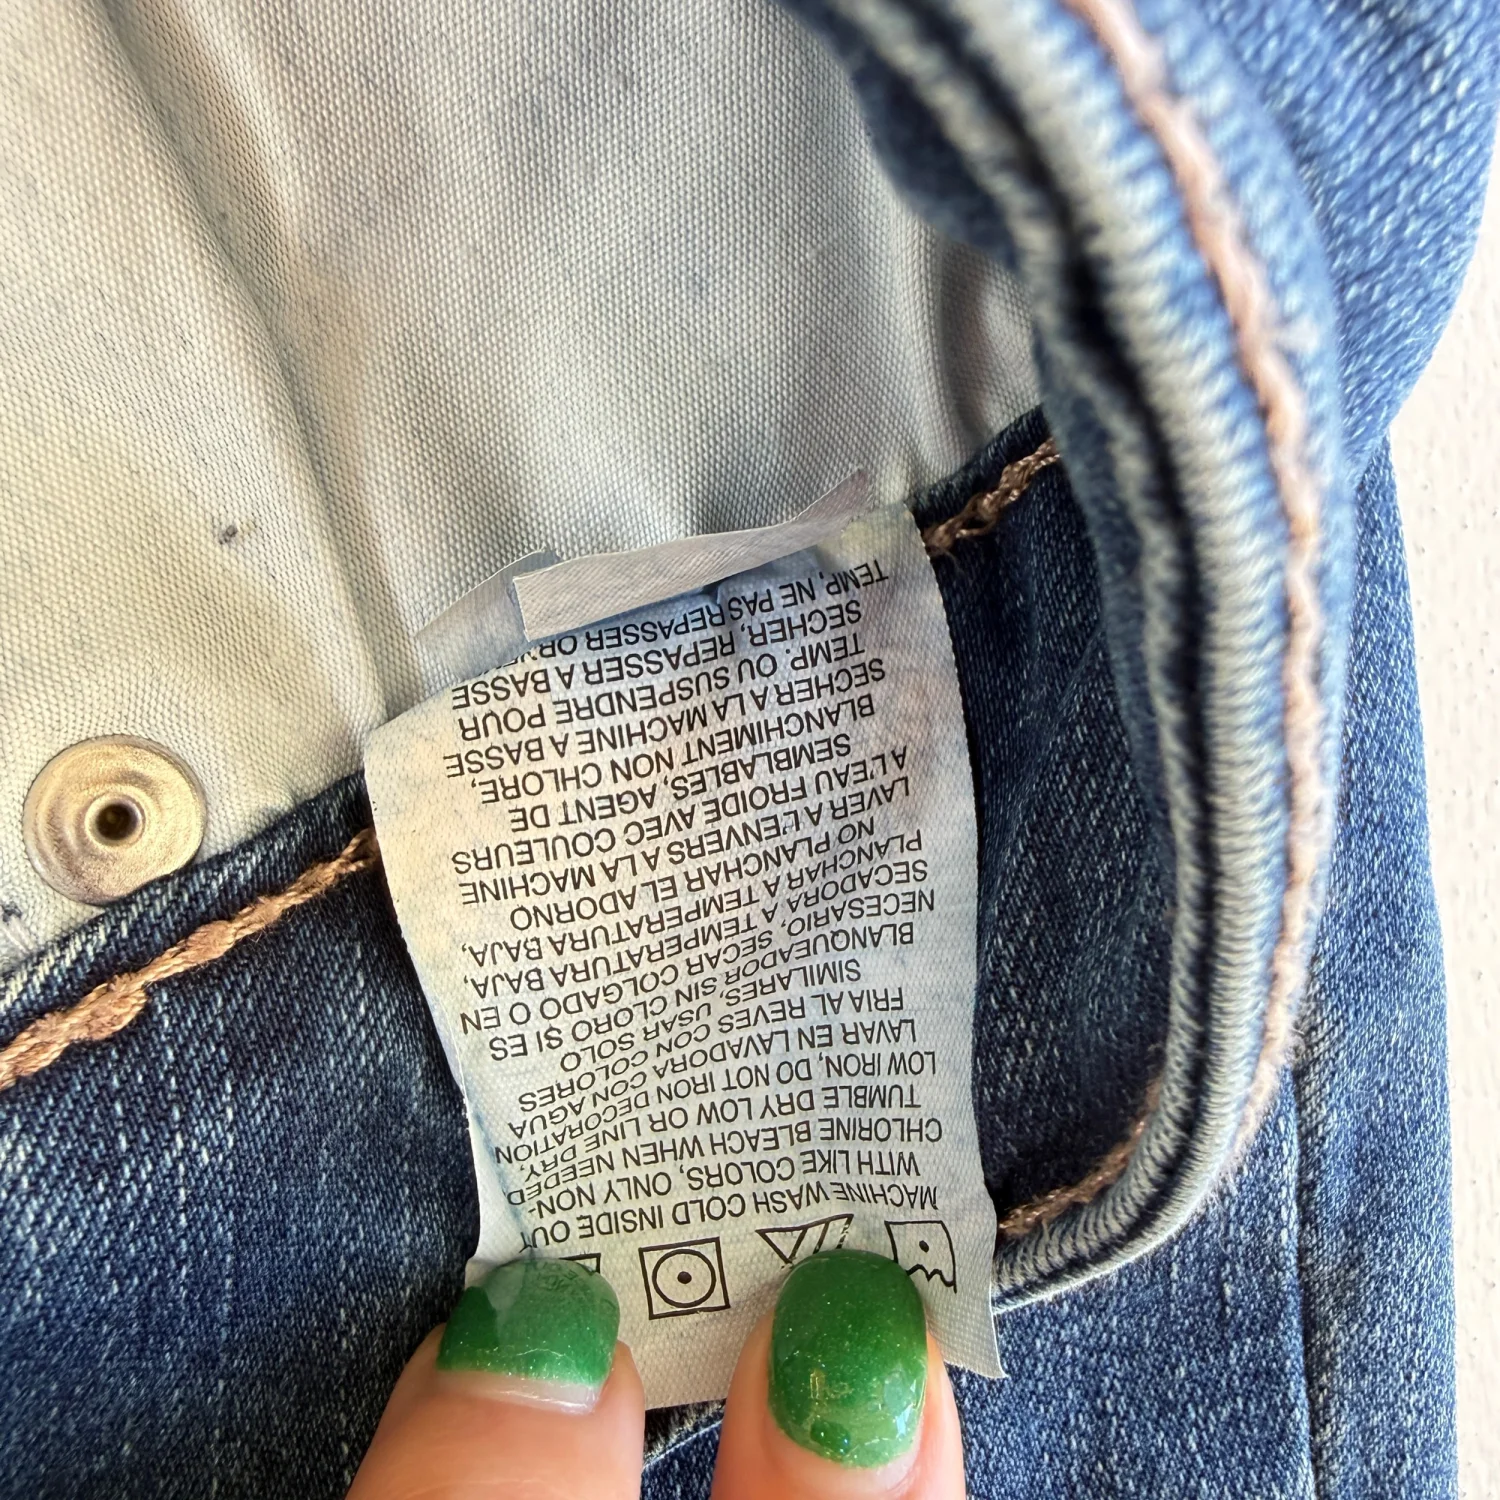 MACHINE WASH COLD INSIDE OUT
WITH LIKE COLORS, ONLY NON-
CHLORINE BLEACH WHEN NEEDED
TUMBLE DRY LOW OR LINE DRY,
LOW IRON, DO NOT IRON DECORATION
LAVAR EN LAVADORA CON AGUA
FRIA AL REVES CON COLORES
SIMILARES, USAR SOLO
BLANQUEADOR SIN CLORO SI ES
NECESARIO, SECAR COLGADO O EN
SECADORA A TEMPERATURA BAJA,
PLANCHAR A TEMPERATURA BAJA,
NO PLANCHAR EL ADORNO
LAVER A L'ENVERS A LA MACHINE
A L'EAU FROIDE AVEC COULEURS
SEMBLABLES, AGENT DE
BLANCHIMENT NON CHLORE,
SECHER A LA MACHINE A BASSE
TEMP. OU SUSPENDRE POUR
SECHER, REPASSER A BASSE
TEMP, NE PAS REPASSER